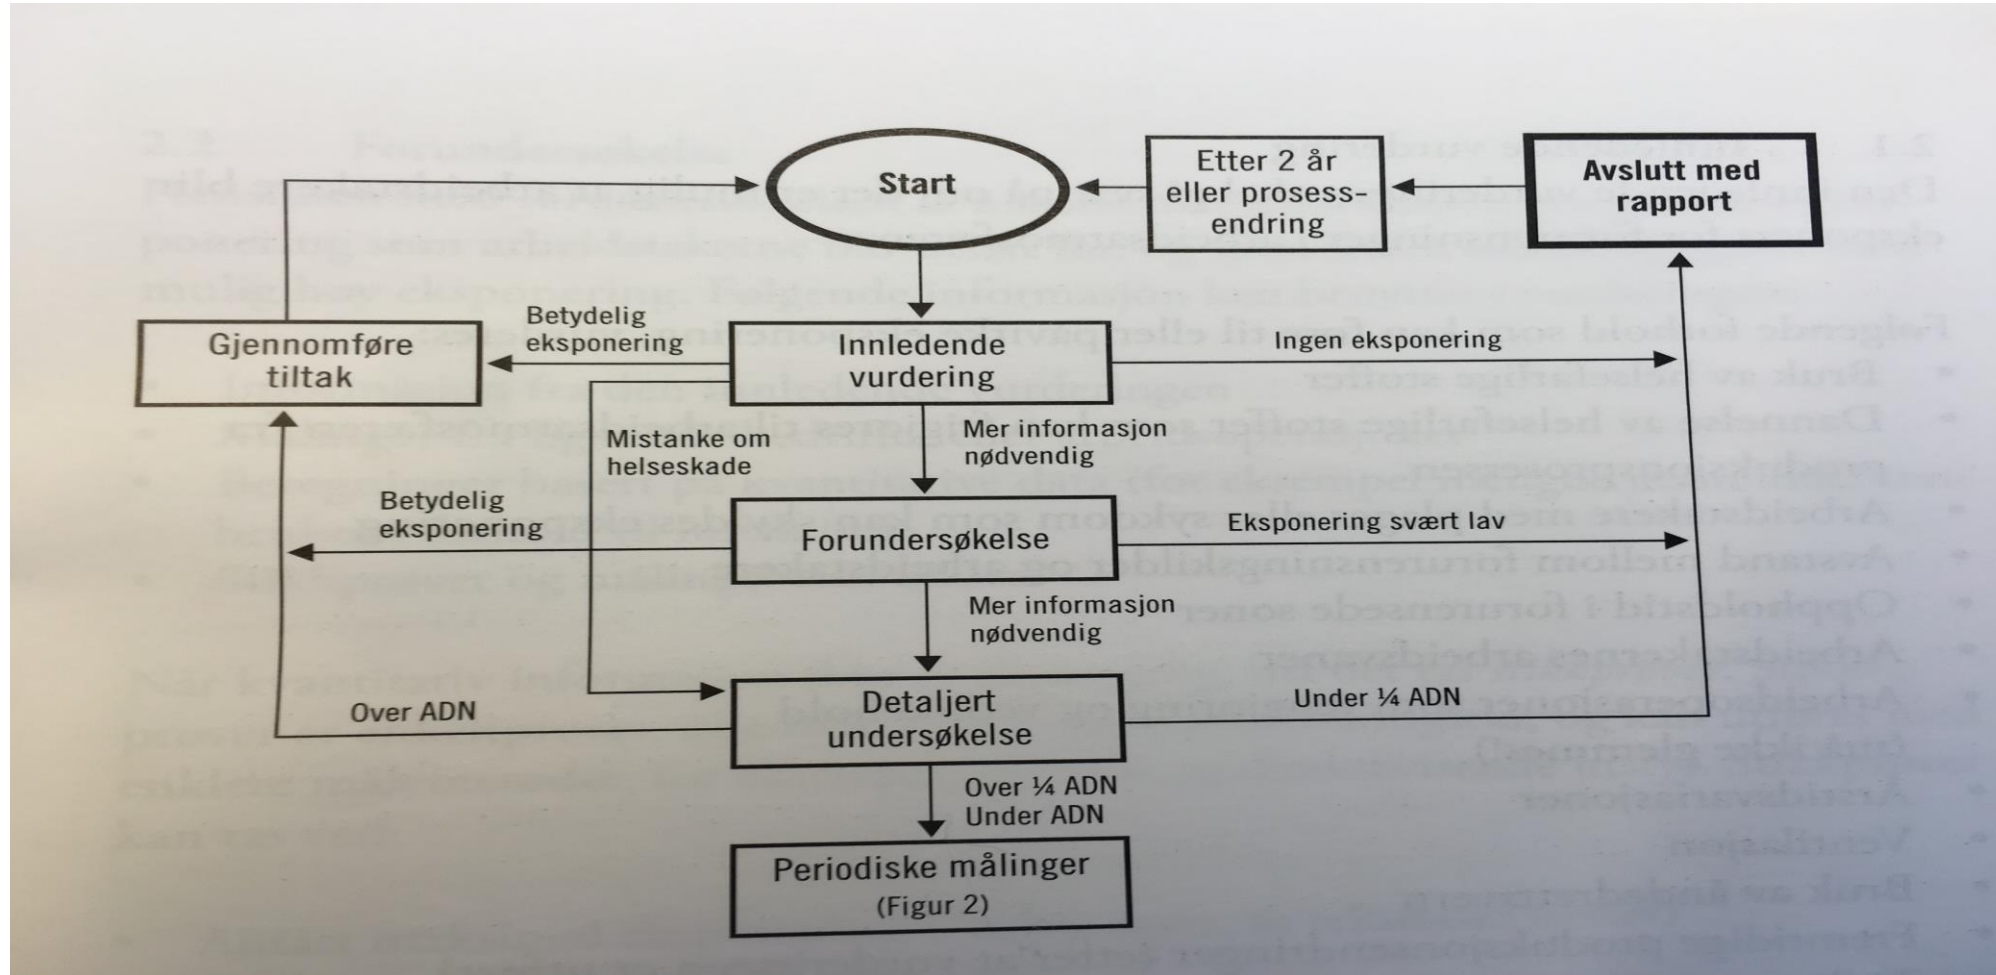 Start
Etter 2 år
eller prosess-
endring
Avslutt med
rapport
Gjennomføre
tiltak
Betydelig
eksponering
Innledende
vurdering
Ingen eksponering
Mistanke om
helseskade
Mer informasjon
nødvendig
Betydelig
eksponering
Forundersøkelse
Eksponering svært lav
Mer informasjon
nødvendig
Over ADN
Detaljert
undersøkelse
Under ¼ ADN
Over ¼ ADN
Under ADN
Periodiske målinger
(Figur 2)